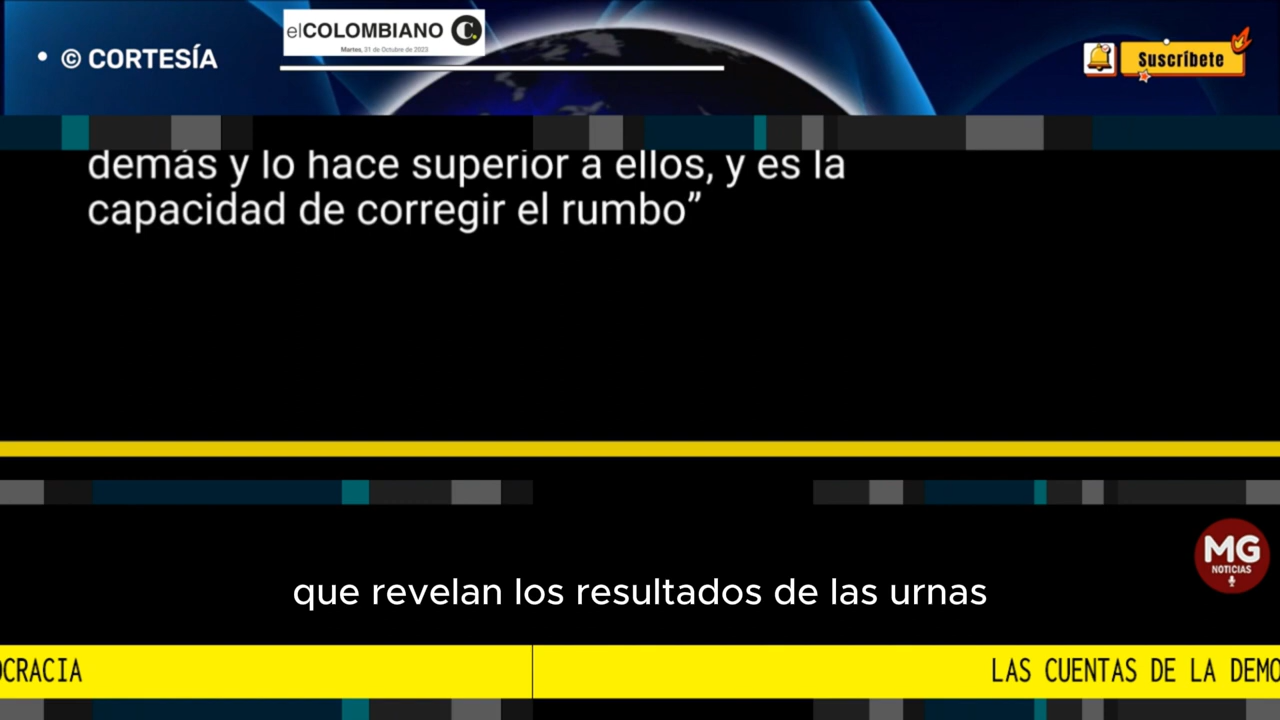 © CORTESÍA
elCOLOMBIANO C
Martes, 31 de Octubre de 2023
Suscríbete
demás y lo hace superior a ellos, y es la
capacidad de corregir el rumbo”
MG
NOTICIAS
que revelan los resultados de las urnas
OCRACIA
LAS CUENTAS DE LA DEMO